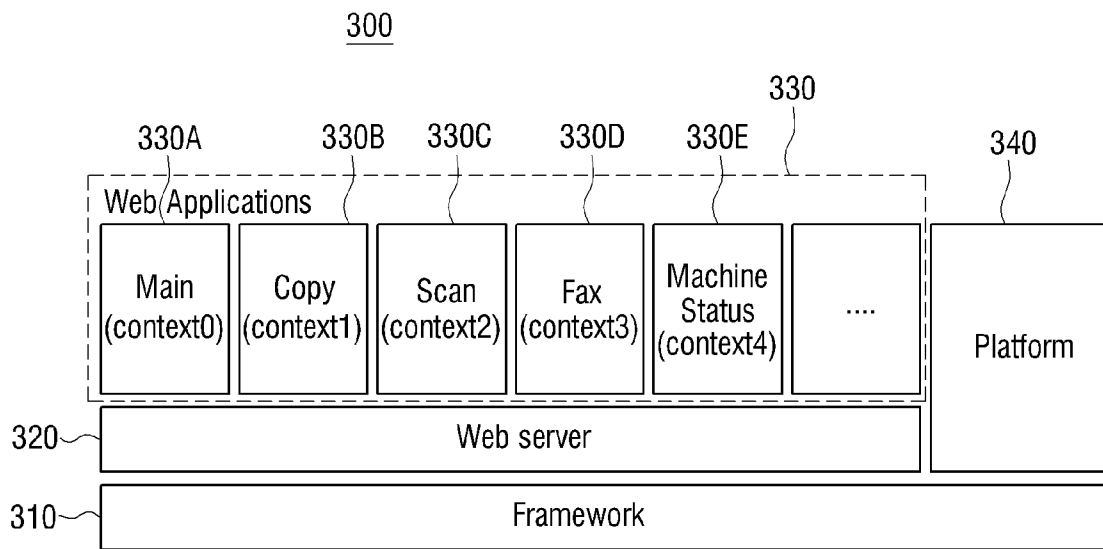 300
330
330A 330B 330C 330D 330E 340
Web Applications
Main
(context0)
Copy
(context1)
Scan
(context2)
Fax
(context3)
Machine
Status
(context4)
....
Platform
320 Web server
310 Framework